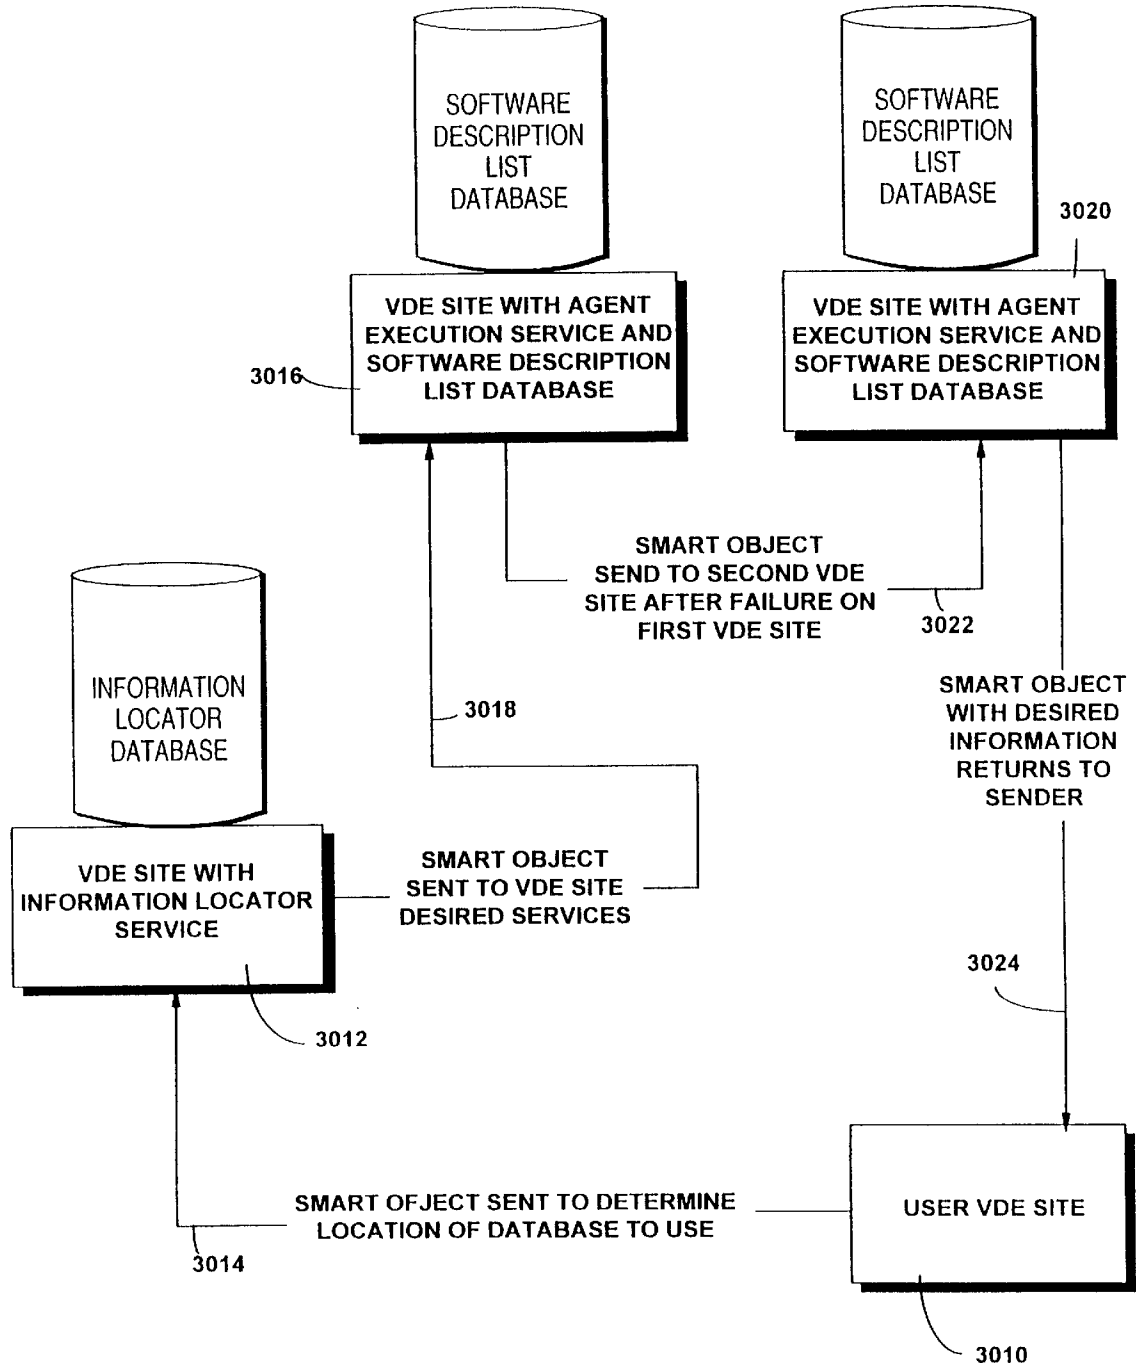 SOFTWARE
DESCRIPTION
LIST
DATABASE
SOFTWARE
DESCRIPTION
LIST
DATABASE
3020
VDE SITE WITH AGENT
EXECUTION SERVICE AND
SOFTWARE DESCRIPTION
LIST DATABASE
VDE SITE WITH AGENT
EXECUTION SERVICE AND
SOFTWARE DESCRIPTION
LIST DATABASE
3016
SMART OBJECT
SEND TO SECOND VDE
SITE AFTER FAILURE ON
FIRST VDE SITE
3022
INFORMATION
LOCATOR
DATABASE
3018
SMART OBJECT
WITH DESIRED
INFORMATION
RETURNS TO
SENDER
VDE SITE WITH
INFORMATION LOCATOR
SERVICE
SMART OBJECT
SENT TO VDE SITE
DESIRED SERVICES
3024
3012
SMART OFJECT SENT TO DETERMINE
LOCATION OF DATABASE TO USE
3014
USER VDE SITE
3010